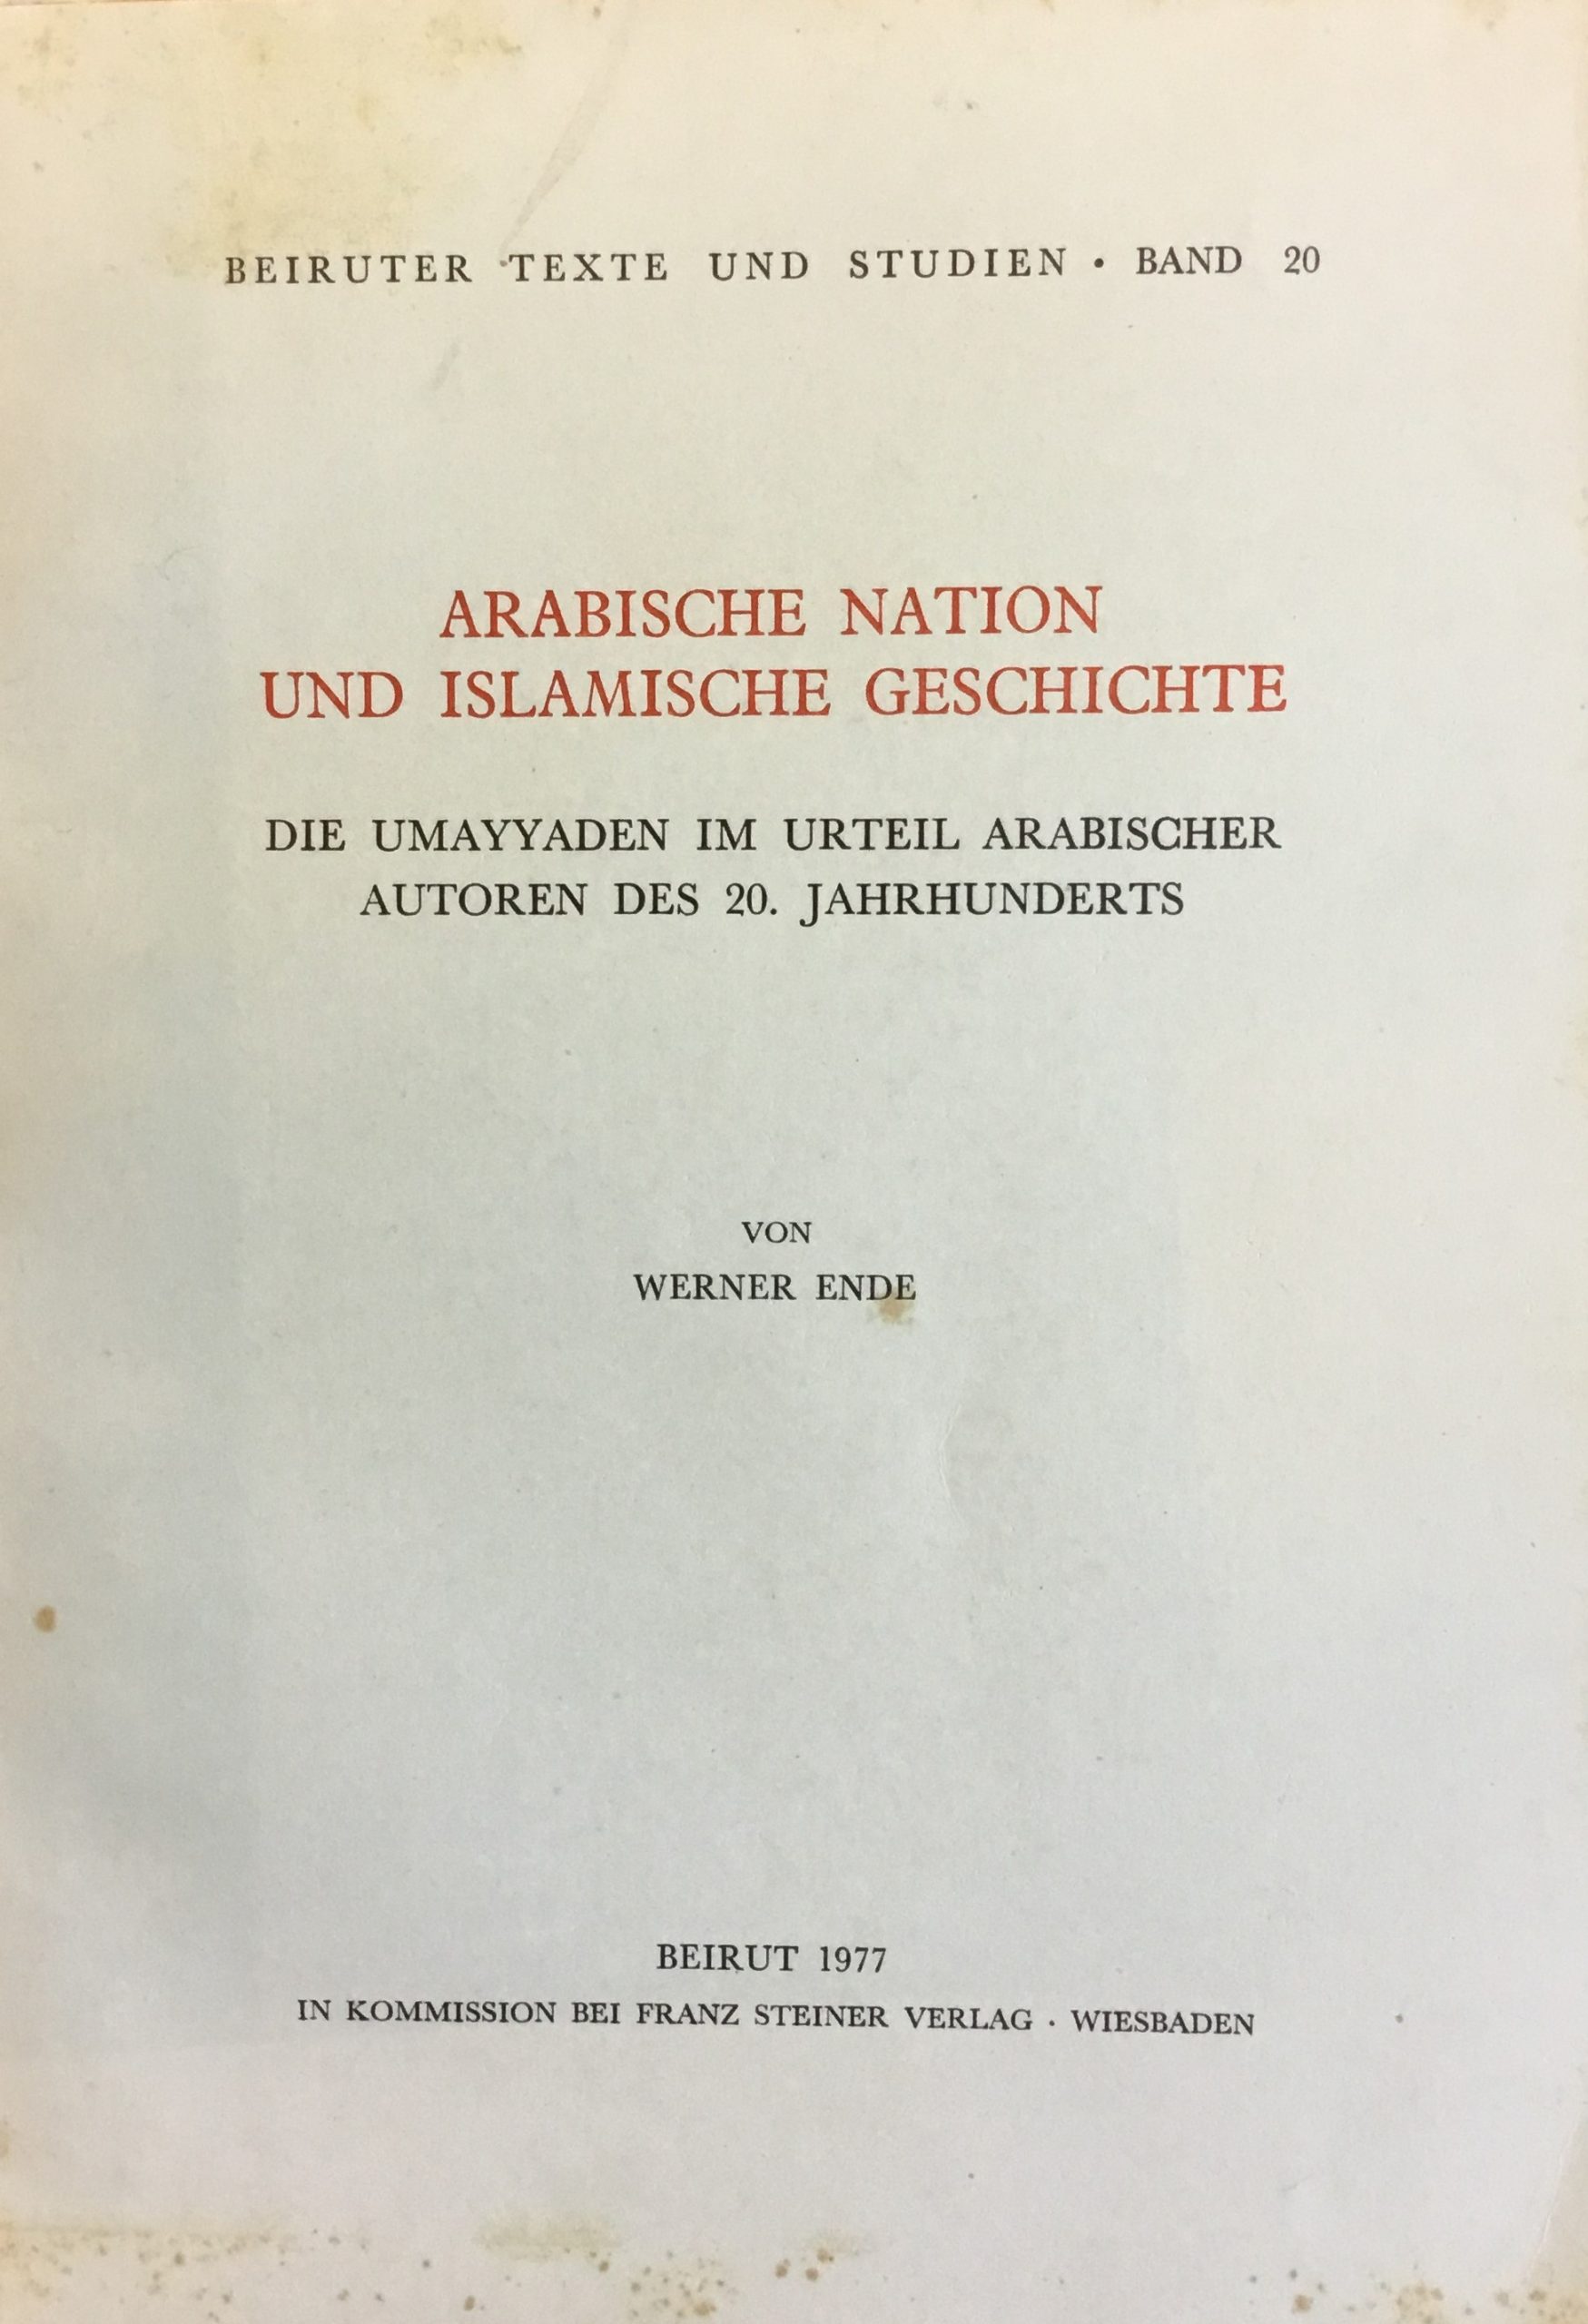 BEIRUTER TEXTE UND STUDIEN · BAND 20
ARABISCHE NATION
UND ISLAMISCHE GESCHICHTE
DIE UMAYYADEN IM URTEIL ARABISCHER
AUTOREN DES 20. JAHRHUNDERTS
VON
WERNER ENDE
BEIRUT 1977
IN KOMMISSION BEI FRANZ STEINER VERLAG · WIESBADEN